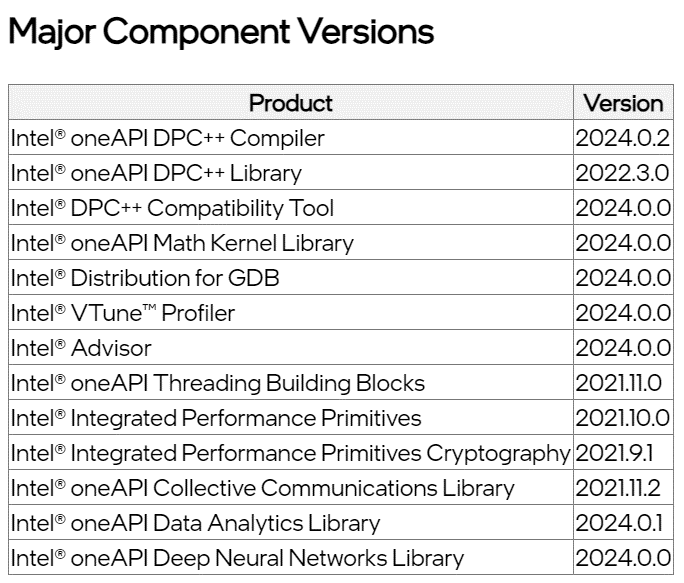 Major Component Versions
Product Version
Intel® oneAPI DPC++ Compiler 2024.0.2
Intel® oneAPI DPC++ Library 2022.3.0
Intel® DPC++ Compatibility Tool 2024.0.0
Intel® oneAPI Math Kernel Library 2024.0.0
Intel® Distribution for GDB 2024.0.0
Intel® VTune™ Profiler 2024.0.0
Intel® Advisor 2024.0.0
Intel® oneAPI Threading Building Blocks 2021.11.0
Intel® Integrated Performance Primitives 2021.10.0
Intel® Integrated Performance Primitives Cryptography 2021.9.1
Intel® oneAPI Collective Communications Library 2021.11.2
Intel® oneAPI Data Analytics Library 2024.0.1
Intel® oneAPI Deep Neural Networks Library 2024.0.0